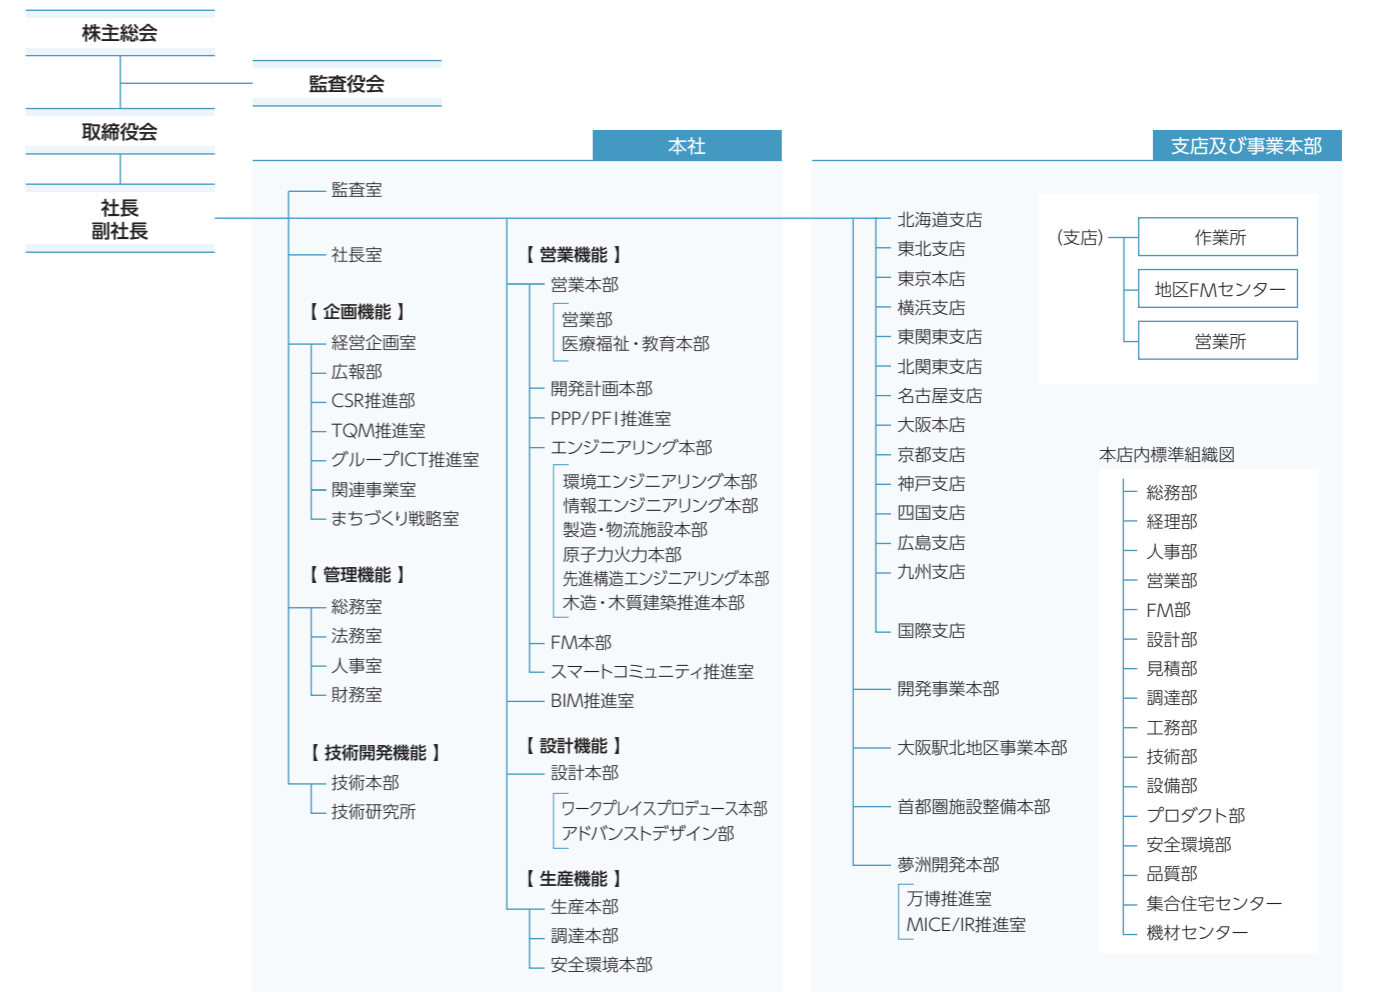 株主総会
監査役会
取締役会
社長
副社長
本社
監査室
社長室
【 企画機能 】
経営企画室
広報部
CSR推進部
TQM推進室
グループICT推進室
関連事業室
まちづくり戦略室
【 管理機能 】
総務室
法務室
人事室
財務室
【 技術開発機能 】
技術本部
技術研究所
【 営業機能 】
営業本部
営業部
医療福祉・教育本部
開発計画本部
PPP/PFI推進室
エンジニアリング本部
環境エンジニアリング本部
情報エンジニアリング本部
製造・物流施設本部
原子力火力本部
先進構造エンジニアリング本部
木造・木質建築推進本部
FM本部
スマートコミュニティ推進室
BIM推進室
【 設計機能 】
設計本部
ワークプレイスプロデュース本部
アドバンストデザイン部
【 生産機能 】
生産本部
調達本部
安全環境本部
支店及び事業本部
北海道支店
東北支店
東京本店
横浜支店
東関東支店
北関東支店
名古屋支店
大阪本店
京都支店
神戸支店
四国支店
広島支店
九州支店
国際支店
開発事業本部
大阪駅北地区事業本部
首都圏施設整備本部
夢洲開発本部
万博推進室
MICE/IR推進室
(支店)
作業所
地区FMセンター
営業所
本店内標準組織図
総務部
経理部
人事部
営業部
FM部
設計部
見積部
調達部
工務部
技術部
設備部
プロダクト部
安全環境部
品質部
集合住宅センター
機材センター